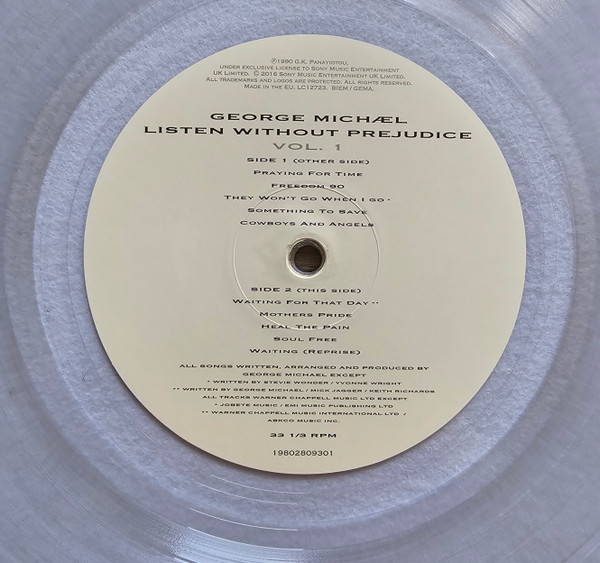 ℗1990 G.K. Panayiotou,
under exclusive license to Sony Music Entertainment
UK Limited. © 2016 Sony Music Entertainment UK Limited.
All trademarks and logos are protected. All rights reserved.
Made in the EU. LC12723. BIEM / GEMA.
GEORGE MICHÆL
LISTEN WITHOUT PREJUDICE
VOL. 1
SIDE 1 (OTHER SIDE)
Praying For Time
Freedom 90
They Won't Go When I go *
Something To Save
Cowboys And Angels
SIDE 2 (THIS SIDE)
Waiting For That Day **
Mothers Pride
Heal The Pain
Soul Free
Waiting (Reprise)
ALL SONGS WRITTEN, ARRANGED AND PRODUCED BY
GEORGE MICHAEL EXCEPT
* WRITTEN BY STEVIE WONDER / YVONNE WRIGHT
** WRITTEN BY GEORGE MICHAEL / MICK JAGGER / KEITH RICHARDS
ALL TRACKS WARNER CHAPPELL MUSIC LTD EXCEPT
* JOBETE MUSIC / EMI MUSIC PUBLISHING LTD
** WARNER CHAPPELL MUSIC INTERNATIONAL LTD /
ABKCO MUSIC INC.
33 1/3 RPM
19802809301